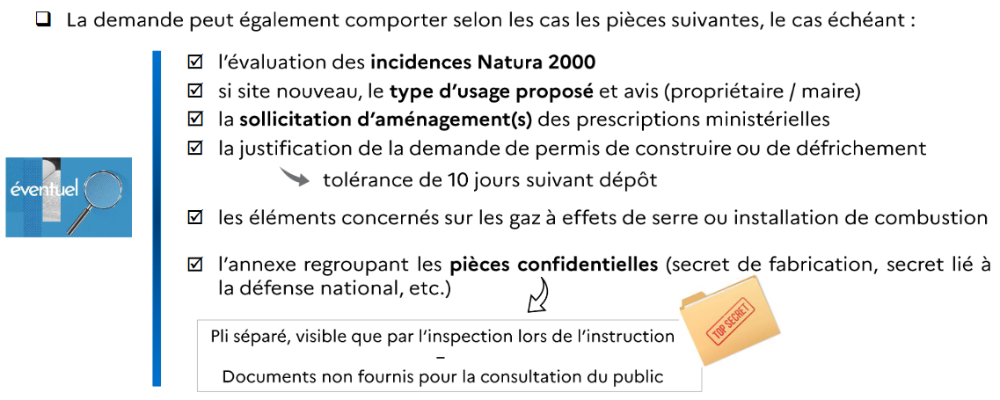 La demande peut également comporter selon les cas les pièces suivantes, le cas échéant :
l'évaluation des incidences Natura 2000
si site nouveau, le type d'usage proposé et avis (propriétaire / maire)
la sollicitation d'aménagement(s) des prescriptions ministérielles
la justification de la demande de permis de construire ou de défrichement
tolérance de 10 jours suivant dépôt
éventuel
les éléments concernés sur les gaz à effets de serre ou installation de combustion
l'annexe regroupant les pièces confidentielles (secret de fabrication, secret lié à
la défense national, etc.)
TOP SECRET
Pli séparé, visible que par l'inspection lors de l'instruction
–
Documents non fournis pour la consultation du public